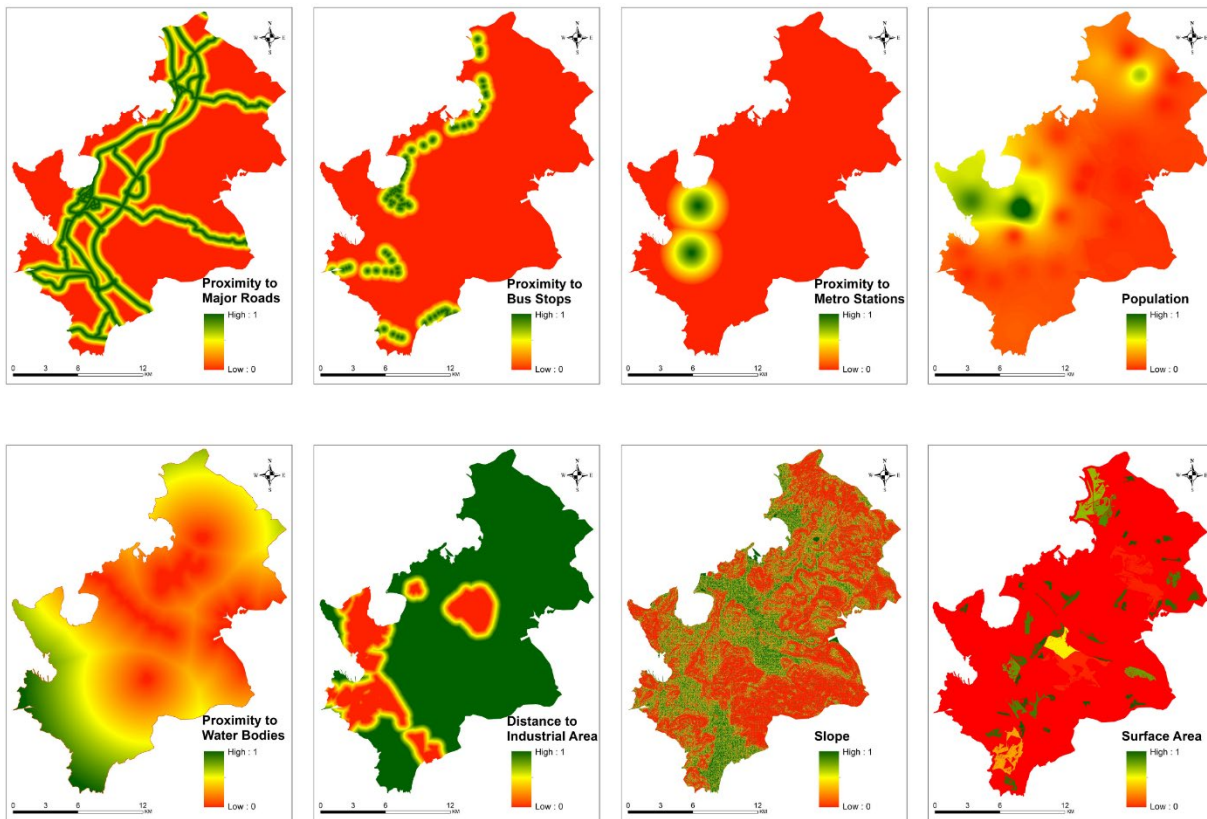 N
W E
S
Proximity to
Major Roads
High : 1
Low : 0
0 3 6 12
KM
N
W E
S
Proximity to
Bus Stops
High : 1
Low : 0
0 3 6 12
KM
N
W E
S
Proximity to
Metro Stations
High : 1
Low : 0
0 3 6 12
KM
N
W E
S
Population
High : 1
Low : 0
0 3 6 12
KM
N
W E
S
Proximity to
Water Bodies
High : 1
Low : 0
0 3 6 12
KM
N
W E
S
Distance to
Industrial Area
High : 1
Low : 0
0 3 6 12
KM
N
W E
S
Slope
High : 1
Low : 0
0 3 6 12
KM
N
W E
S
Surface Area
High : 1
Low : 0
0 3 6 12
KM